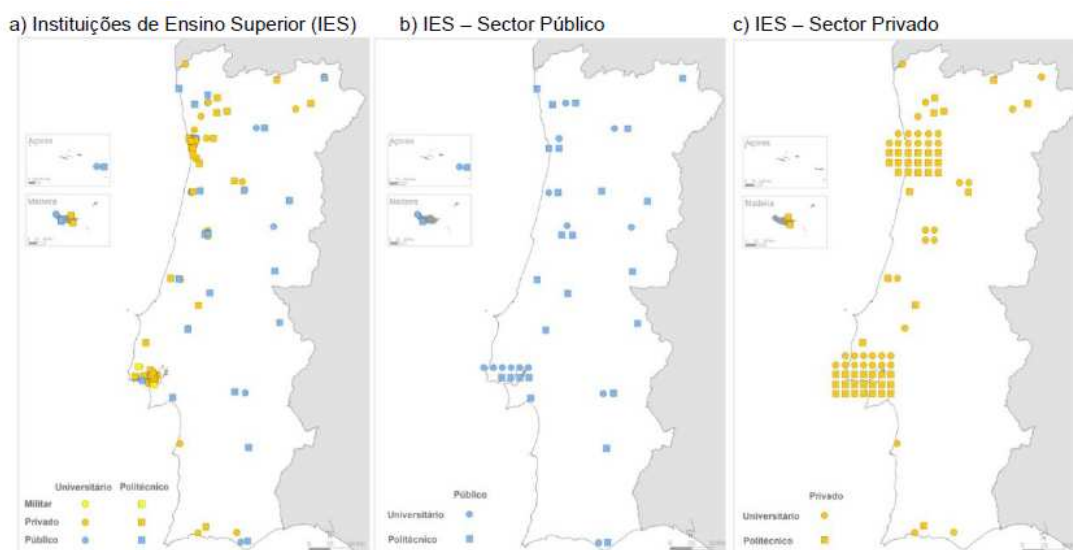 a) Instituições de Ensino Superior (IES)
b) IES – Sector Público
c) IES – Sector Privado
Açores
Madeira
Açores
Madeira
Açores
Madeira
Universitário Politécnico
Militar
Privado
Público
Público
Universitário
Politécnico
Privado
Universitário
Politécnico